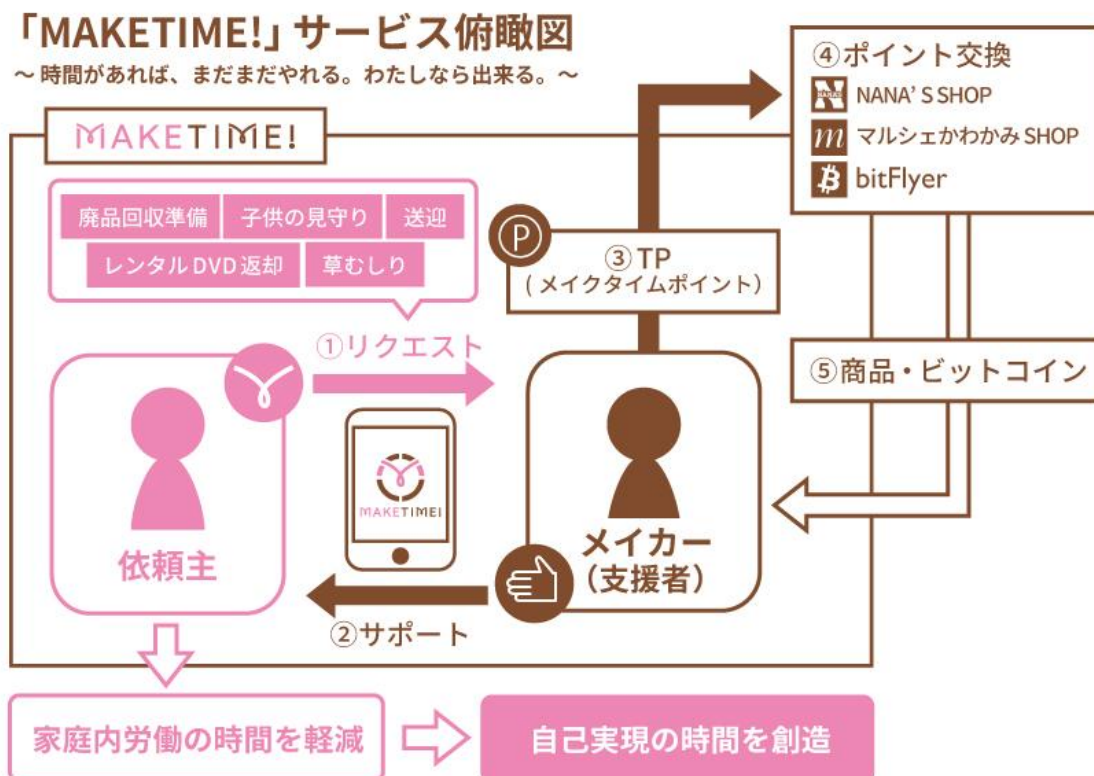 「MAKETIME!」サービス俯瞰図
～時間があれば、まだまだやれる。わたしなら出来る。～
MAKETIME!
廃品回収準備
子供の見守り
送迎
レンタルDVD返却
草むしり
①リクエスト
依頼主
MAKETIME!
②サポート
メイカー
（支援者）
P
③TP
(メイクタイムポイント）
④ポイント交換
NANA'S SHOP
m マルシェかわかみSHOP
bitFlyer
⑤商品・ビットコイン
家庭内労働の時間を軽減
自己実現の時間を創造